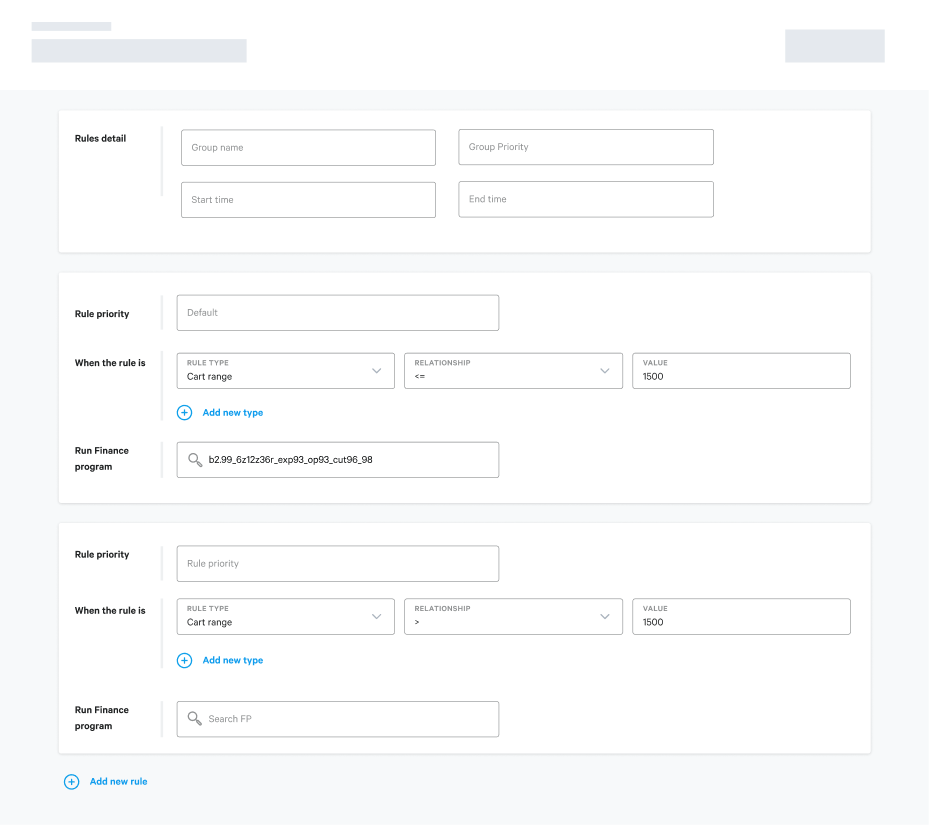 Rules detail
Group name
Group Priority
Start time
End time
Rule priority
Default
When the rule is
RULE TYPE
Cart range
RELATIONSHIP
<=
VALUE
1500
Add new type
Run Finance
program
b2.99_6z12z36r_exp93_op93_cut96_98
Rule priority
Rule priority
When the rule is
RULE TYPE
Cart range
RELATIONSHIP
>
VALUE
1500
Add new type
Run Finance
program
Search FP
Add new rule